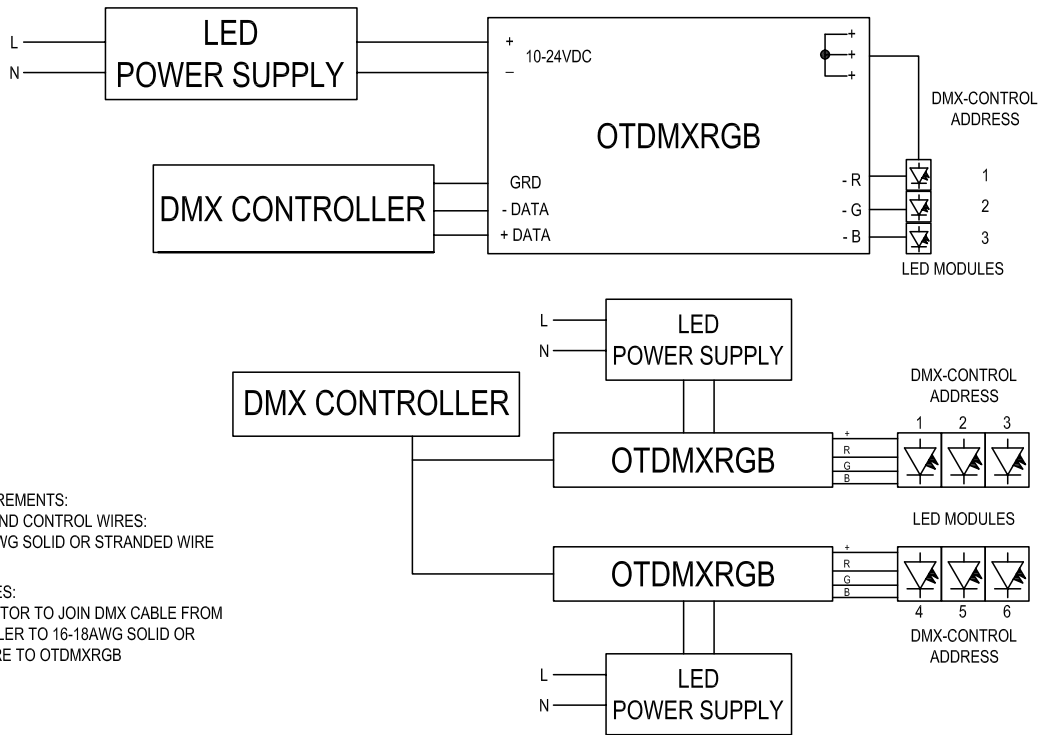 LED
POWER SUPPLY
L
N
+
10-24VDC
–
+
+
+
OTDMXRGB
DMX CONTROLLER
GRD
- DATA
+ DATA
- R
- G
- B
DMX-CONTROL
ADDRESS
1
2
3
LED MODULES
L
N
LED
POWER SUPPLY
DMX CONTROLLER
OTDMXRGB
+
R
G
B
DMX-CONTROL
ADDRESS
1 2 3
LED MODULES
OTDMXRGB
+
R
G
B
4 5 6
DMX-CONTROL
ADDRESS
L
N
LED
POWER SUPPLY
REMENTS:
ND CONTROL WIRES:
WG SOLID OR STRANDED WIRE
ES:
TOR TO JOIN DMX CABLE FROM
LER TO 16-18AWG SOLID OR
RE TO OTDMXRGB